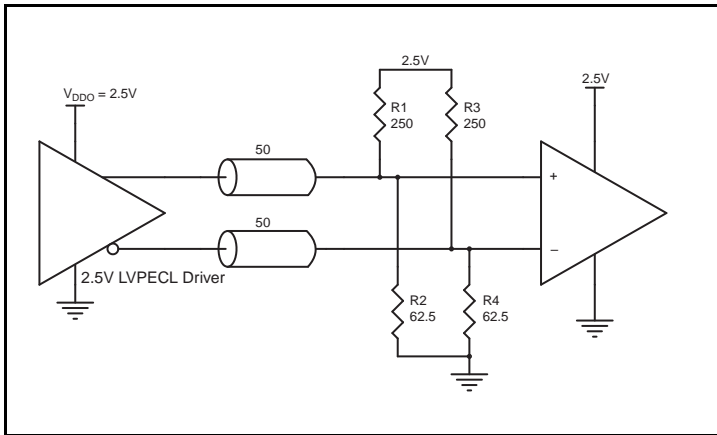 2.5V
V_DDO = 2.5V
2.5V
R1
250
R3
250
50
+
50
–
2.5V LVPECL Driver
R2
62.5
R4
62.5